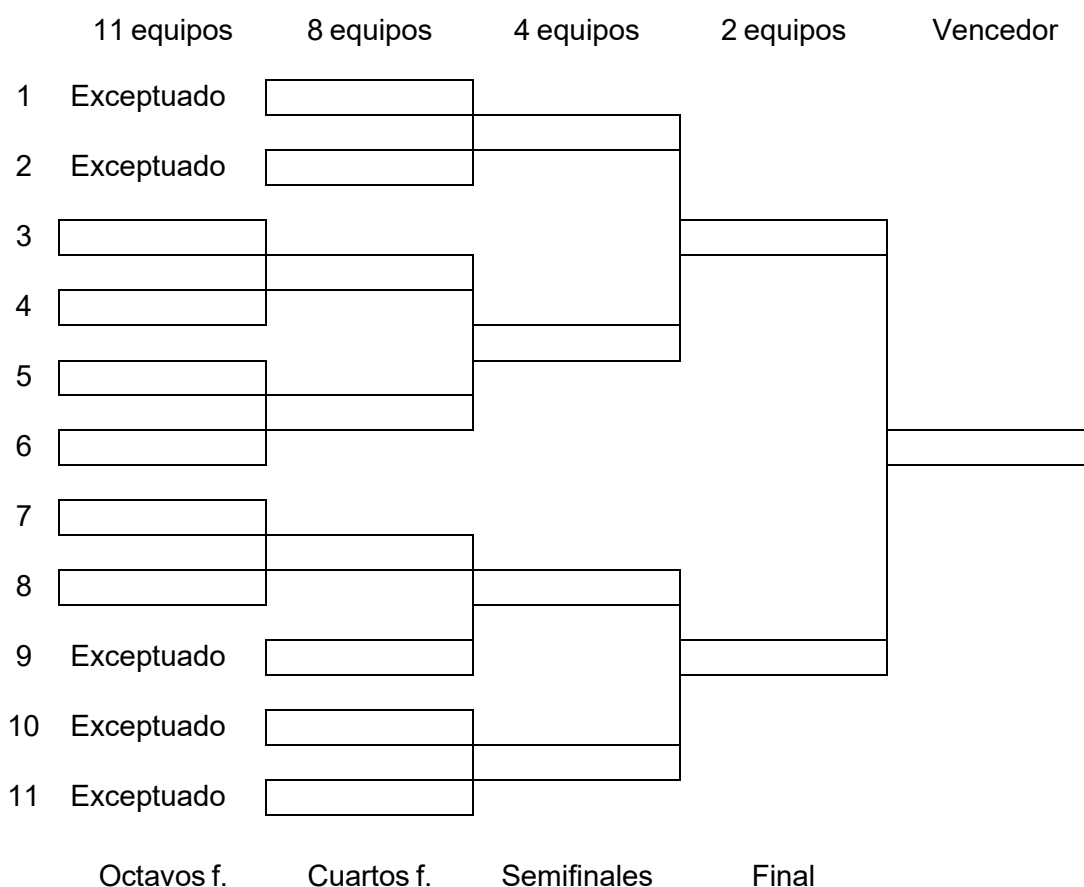 11 equipos 8 equipos 4 equipos 2 equipos Vencedor
1 Exceptuado
2 Exceptuado
3
4
5
6
7
8
9 Exceptuado
10 Exceptuado
11 Exceptuado
Octavos f. Cuartos f. Semifinales Final